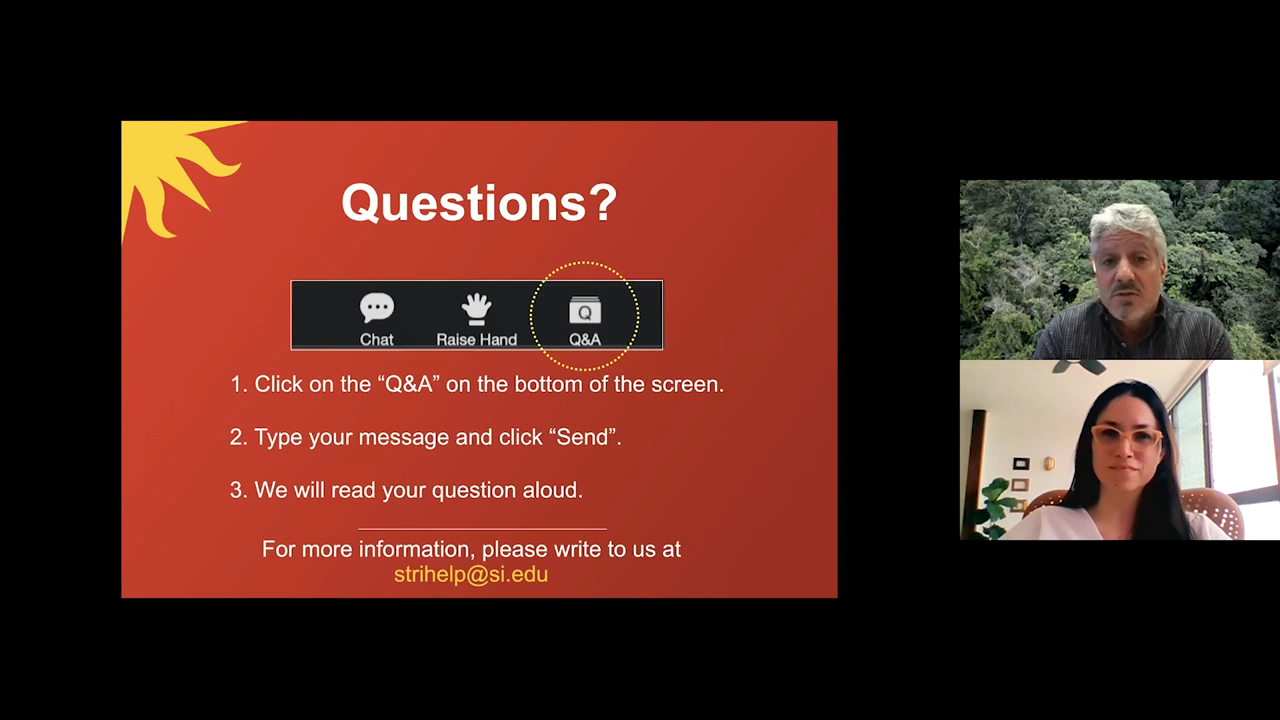 Questions?
Chat
Raise Hand
Q
Q&A
1. Click on the “Q&A” on the bottom of the screen.
2. Type your message and click “Send”.
3. We will read your question aloud.
For more information, please write to us at
strihelp@si.edu